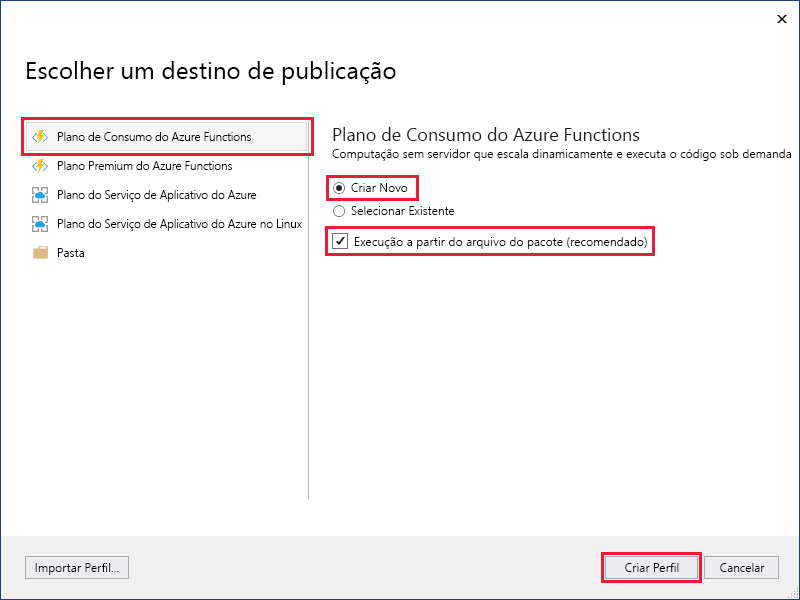 Escolher um destino de publicação
Plano de Consumo do Azure Functions
Plano Premium do Azure Functions
Plano do Serviço de Aplicativo do Azure
Plano do Serviço de Aplicativo do Azure no Linux
Pasta
Plano de Consumo do Azure Functions
Computação sem servidor que escala dinamicamente e executa o código sob demanda
Criar Novo
Selecionar Existente
Execução a partir do arquivo do pacote (recomendado)
Importar Perfil...
Criar Perfil
Cancelar